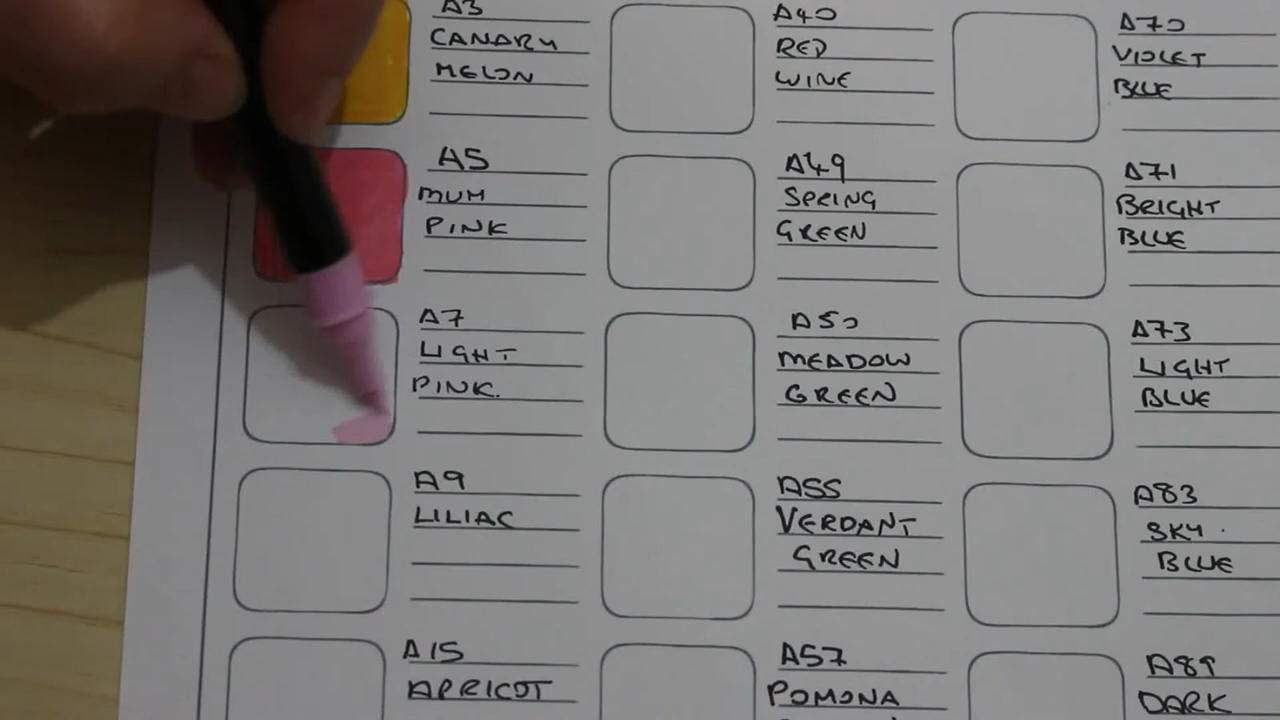 A3
CANARY
MELON
A5
MUM
PINK
A7
LIGHT
PINK.
A9
LILIAC
A15
APRICOT
A40
RED
WINE
A49
SPRING
GREEN
A50
MEADOW
GREEN
A55
VERDANT
GREEN
A57
POMONA
A70
VIOLET
BLUE
A71
BRIGHT
BLUE
A73
LIGHT
BLUE
A83
SKY
BLUE
A89
DARK